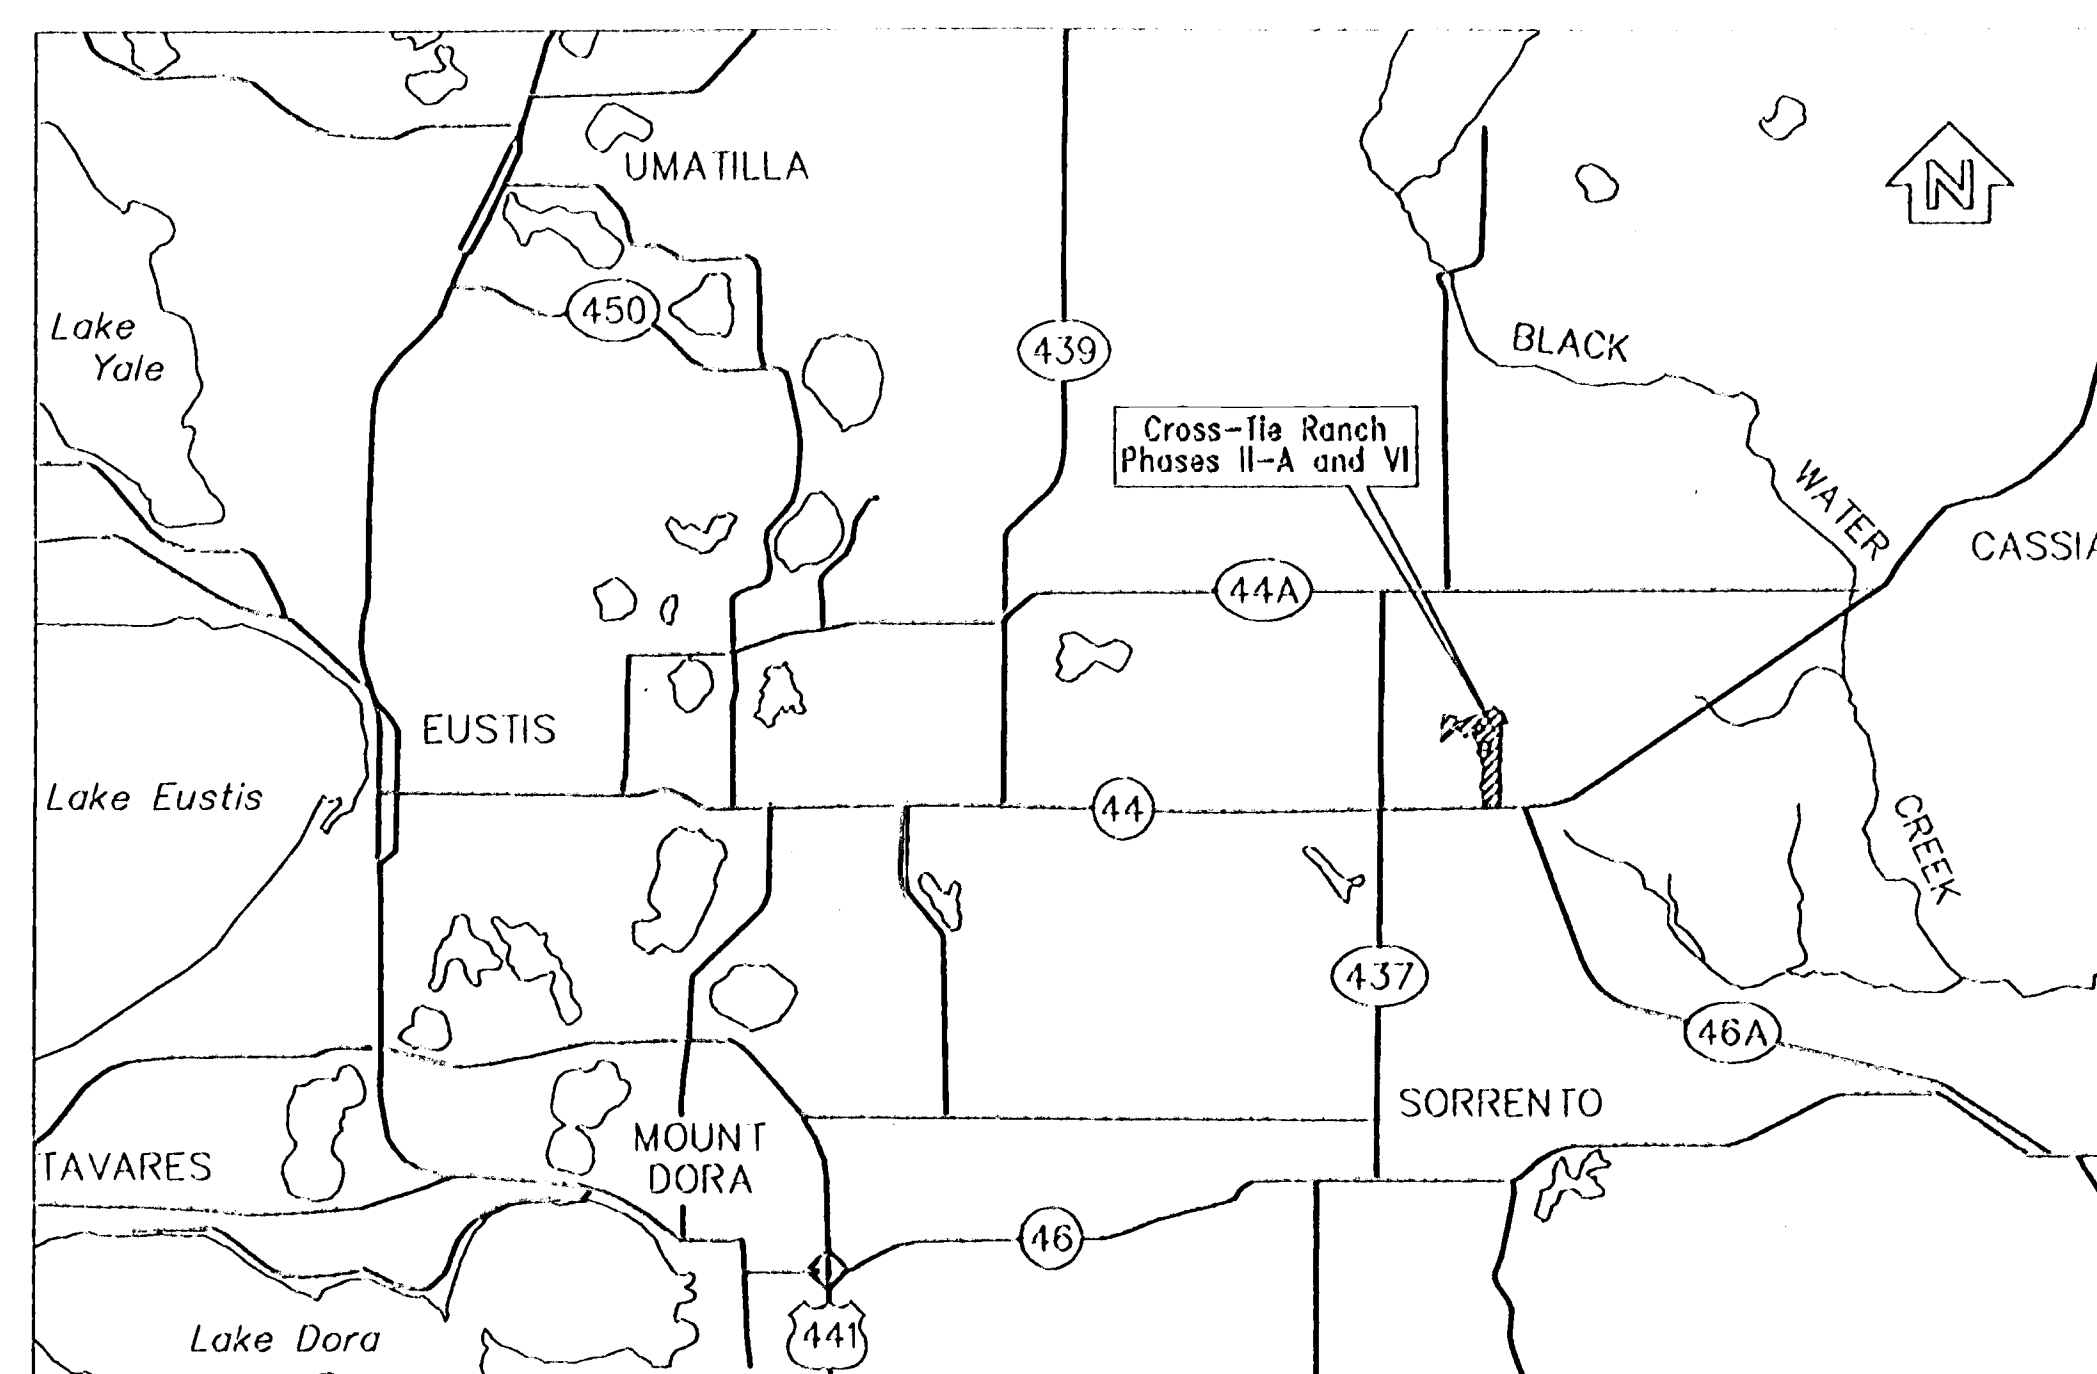 UMATILLA
N
450
Lake
Yale
439
BLACK
Cross-Tie Ranch
Phases II-A and VI
WATER
CASSIA
44A
EUSTIS
Lake Eustis
44
CREEK
437
46A
SORRENTO
MOUNT
DORA
TAVARES
46
441
Lake Dora